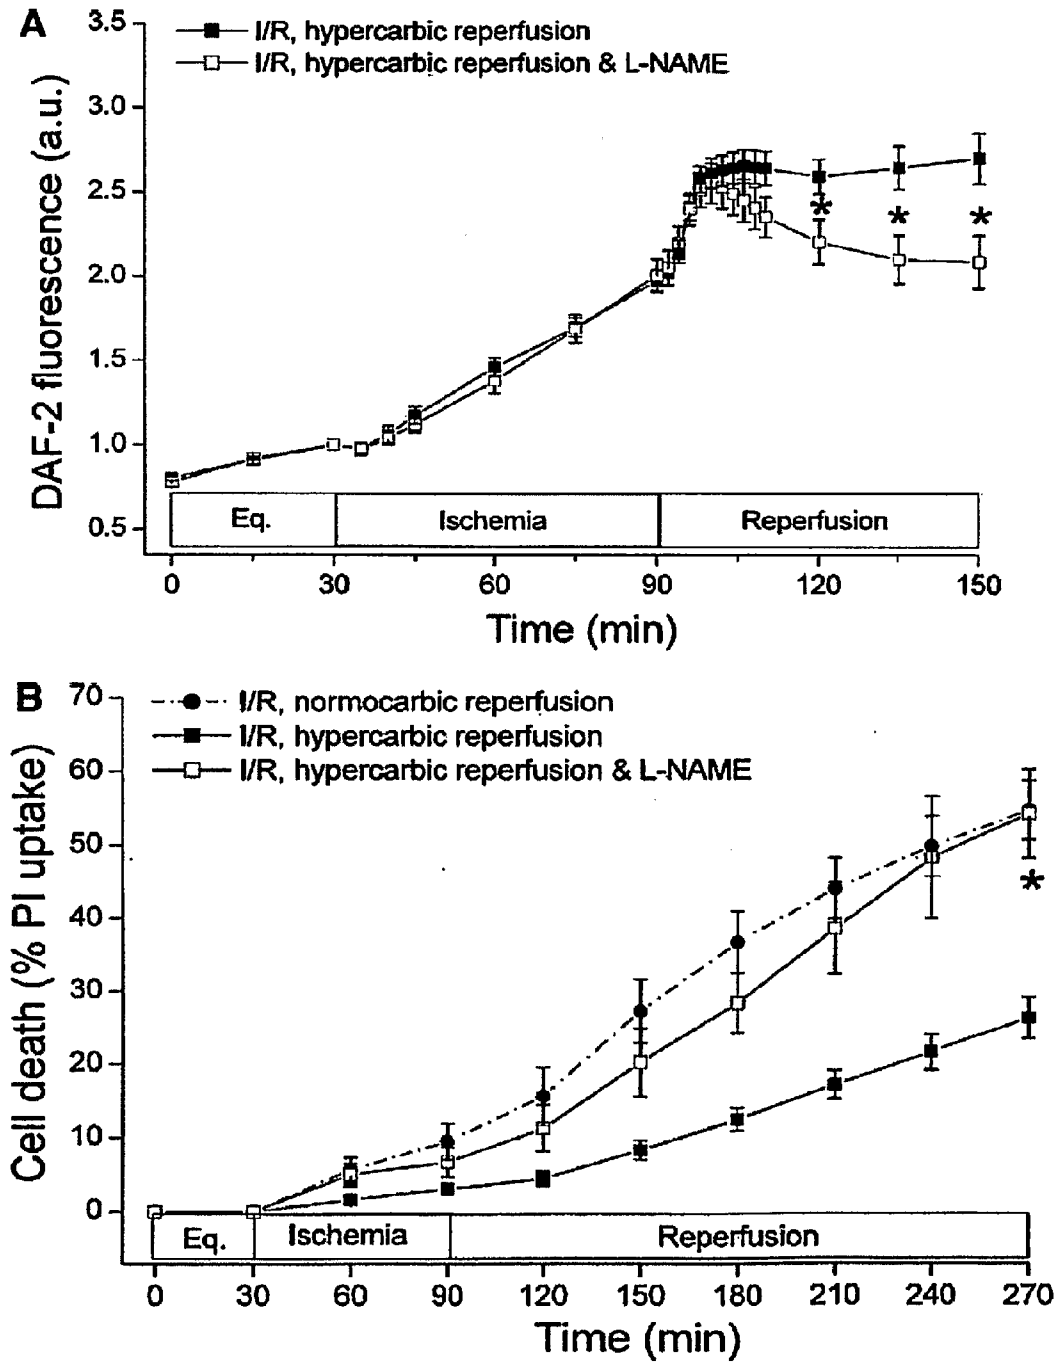 A
I/R, hypercarbic reperfusion
I/R, hypercarbic reperfusion & L-NAME
DAF-2 fluorescence (a.u.)
3.5
3.0
2.5
2.0
1.5
1.0
0.5
* * *
Eq. Ischemia Reperfusion
0 30 60 90 120 150
Time (min)
B
I/R, normocarbic reperfusion
I/R, hypercarbic reperfusion
I/R, hypercarbic reperfusion & L-NAME
Cell death (% PI uptake)
70
60
50
40
30
20
10
0
*
Eq. Ischemia Reperfusion
0 30 60 90 120 150 180 210 240 270
Time (min)